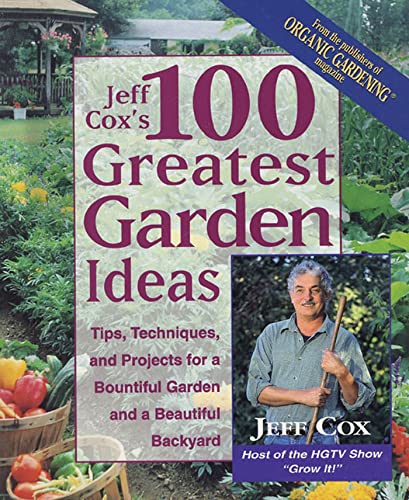 From the publishers of
ORGANIC GARDENING®
magazine
Jeff
Cox's 100
Greatest
Garden
Ideas
Tips, Techniques,
and Projects for a
Bountiful Garden
and a Beautiful
Backyard
JEFF COX
Host of the HGTV Show
"Grow It!"